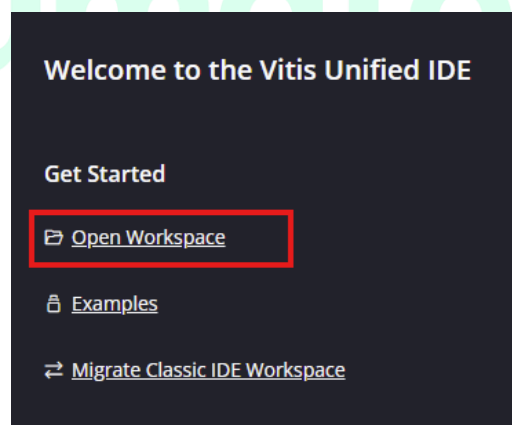 Welcome to the Vitis Unified IDE
Get Started
Open Workspace
Examples
Migrate Classic IDE Workspace